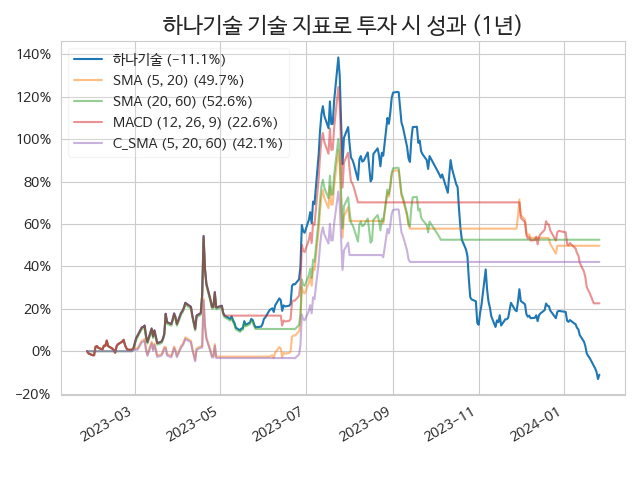 하나기술 기술 지표로 투자 시 성과 (1년)
140%
120%
100%
80%
60%
40%
20%
0%
−20%
하나기술 (−11.1%)
SMA (5, 20) (49.7%)
SMA (20, 60) (52.6%)
MACD (12, 26, 9) (22.6%)
C_SMA (5, 20, 60) (42.1%)
2023−03
2023−05
2023−07
2023−09
2023−11
2024−01